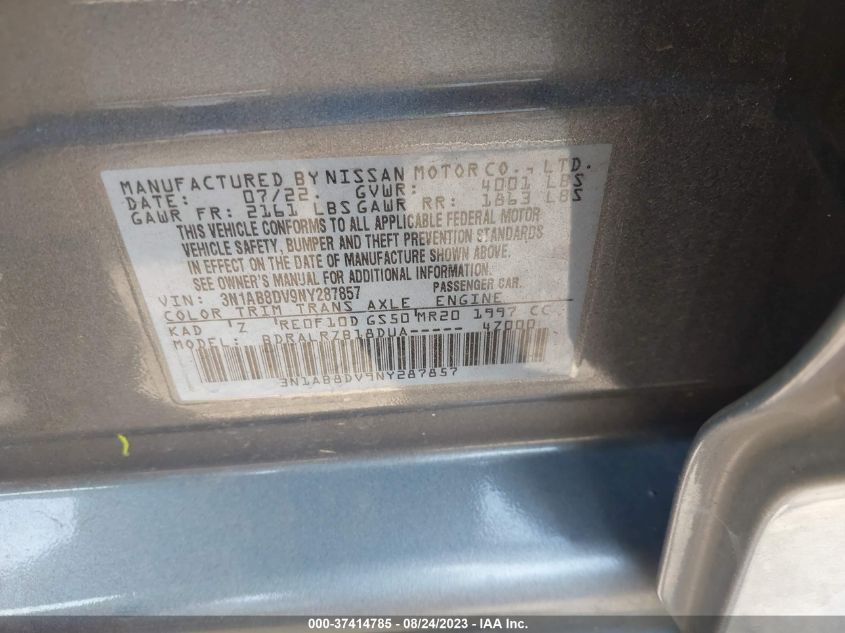 MANUFACTURED BY NISSAN MOTOR CO., LTD.
DATE: 07/22 GVWR: 4001 LBS
GAWR FR: 2161 LBS GAWR RR: 1863 LBS
THIS VEHICLE CONFORMS TO ALL APPLICABLE FEDERAL MOTOR
VEHICLE SAFETY, BUMPER AND THEFT PREVENTION STANDARDS
IN EFFECT ON THE DATE OF MANUFACTURE SHOWN ABOVE.
SEE OWNER'S MANUAL FOR ADDITIONAL INFORMATION.
VIN: 3N1AB8DV9NY287857 PASSENGER CAR.
COLOR TRIM TRANS AXLE ENGINE
KAD Z RE0F10D GS50 MR20 1997 CC
MODEL: BDRALRZB18DUA----- 4Z000
3N1AB8DV9NY287857
000-37414785 - 08/24/2023 - IAA Inc.